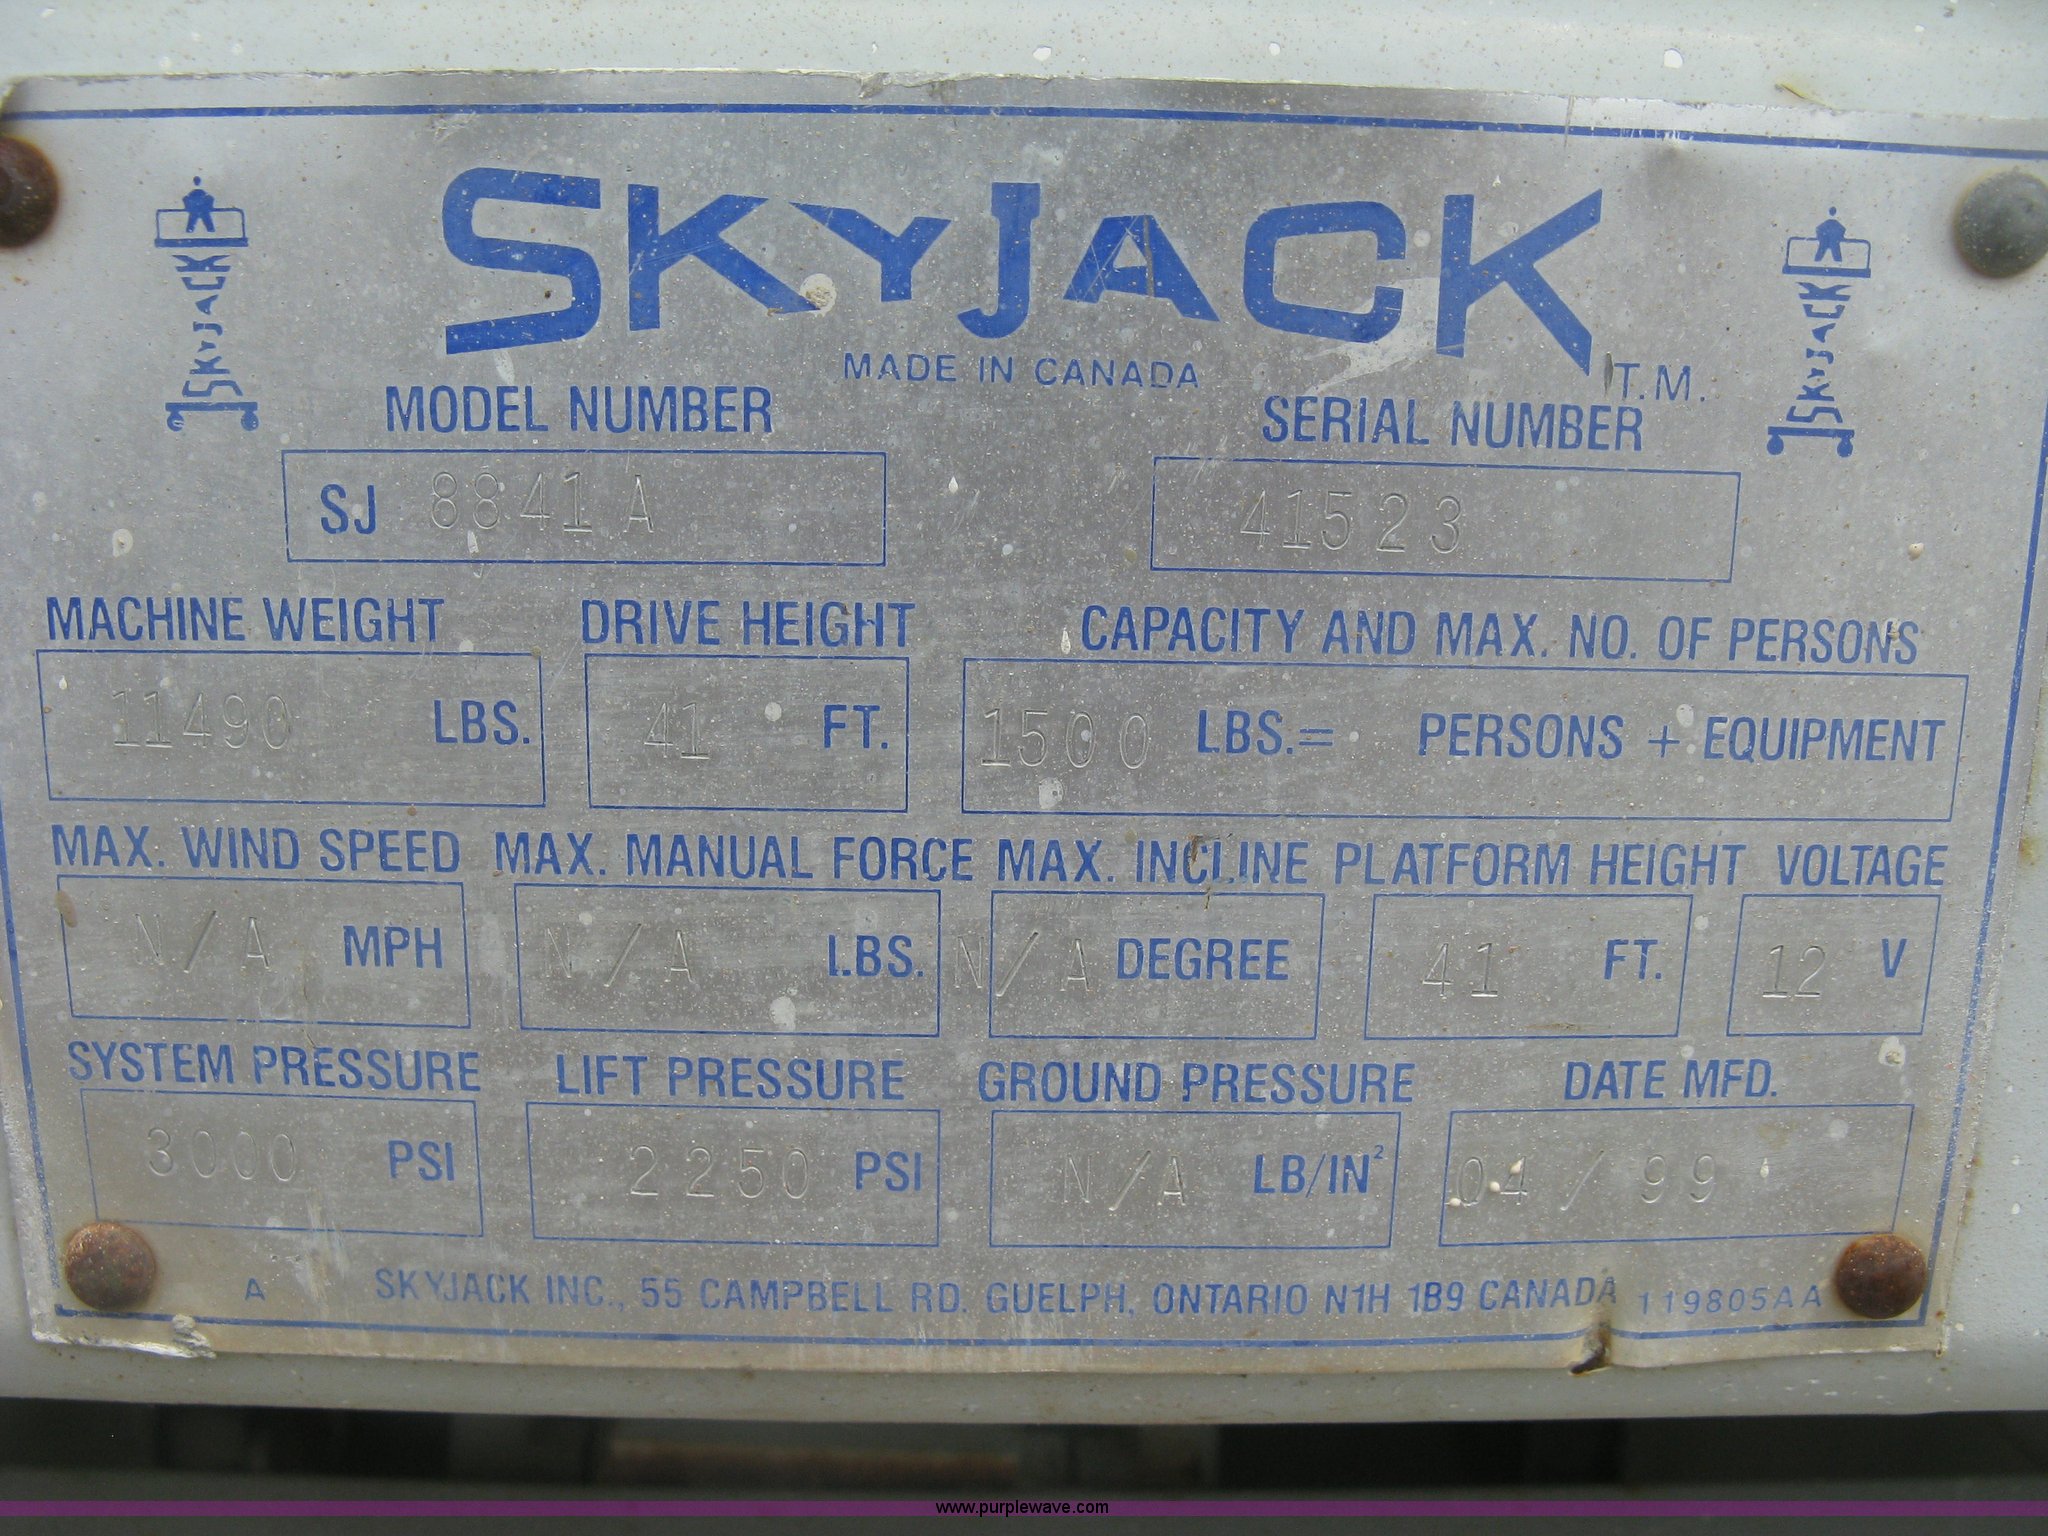 SKYJACK
SKYJACK
SKYJACK
T.M.
MADE IN CANADA
MODEL NUMBER SERIAL NUMBER
SJ 8841A 41523
MACHINE WEIGHT DRIVE HEIGHT CAPACITY AND MAX. NO. OF PERSONS
11490 LBS. 41 FT. 1500 LBS.= PERSONS + EQUIPMENT
MAX. WIND SPEED MAX. MANUAL FORCE MAX. INCLINE PLATFORM HEIGHT VOLTAGE
N/A MPH N/A LBS. N/A DEGREE 41 FT. 12 V
SYSTEM PRESSURE LIFT PRESSURE GROUND PRESSURE DATE MFD.
3000 PSI 2250 PSI N/A LB/IN² 04/99
A SKYJACK INC., 55 CAMPBELL RD. GUELPH, ONTARIO N1H 1B9 CANADA 119805AA
www.purplewave.com